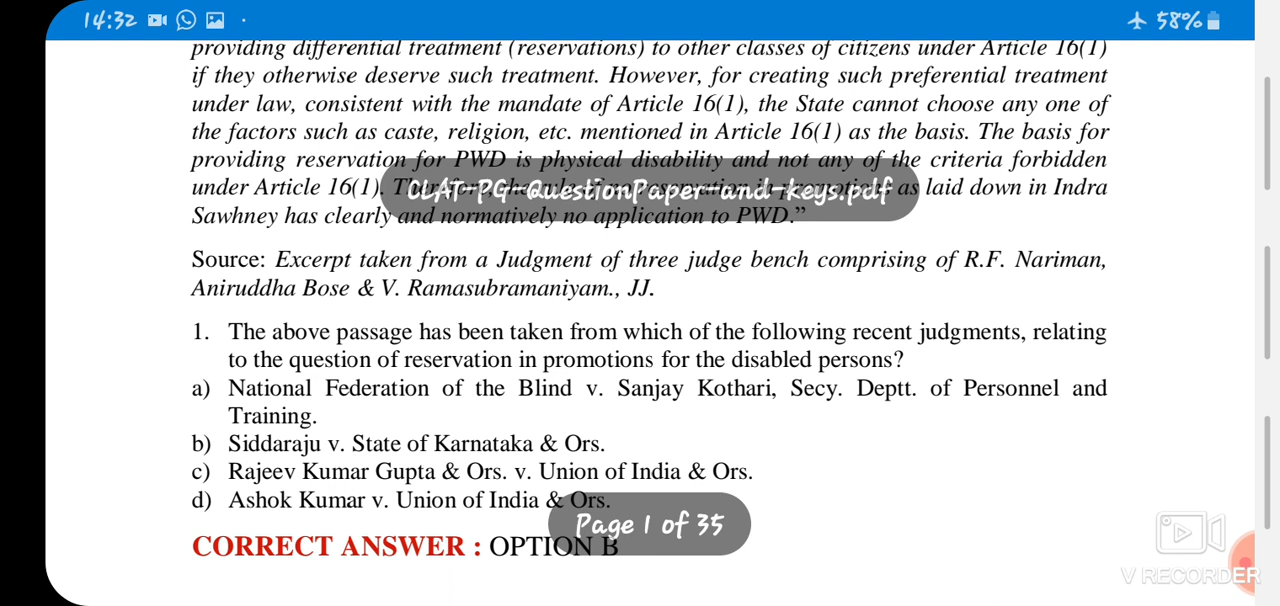 14:32
58%
providing differential treatment (reservations) to other classes of citizens under Article 16(1)
if they otherwise deserve such treatment. However, for creating such preferential treatment
under law, consistent with the mandate of Article 16(1), the State cannot choose any one of
the factors such as caste, religion, etc. mentioned in Article 16(1) as the basis. The basis for
providing reservation for PWD is physical disability and not any of the criteria forbidden
under Article 16(1). as laid down in Indra
CLAT-PG-QuestionPaper-and-keys.pdf
Sawhney has clearly and normatively no application to PWD.”
Source: Excerpt taken from a Judgment of three judge bench comprising of R.F. Nariman,
Aniruddha Bose & V. Ramasubramaniyam., JJ.
1. The above passage has been taken from which of the following recent judgments, relating
to the question of reservation in promotions for the disabled persons?
a) National Federation of the Blind v. Sanjay Kothari, Secy. Deptt. of Personnel and
Training.
b) Siddaraju v. State of Karnataka & Ors.
c) Rajeev Kumar Gupta & Ors. v. Union of India & Ors.
d) Ashok Kumar v. Union of India & Ors.
Page 1 of 35
CORRECT ANSWER : OPTION B
V RECORDER